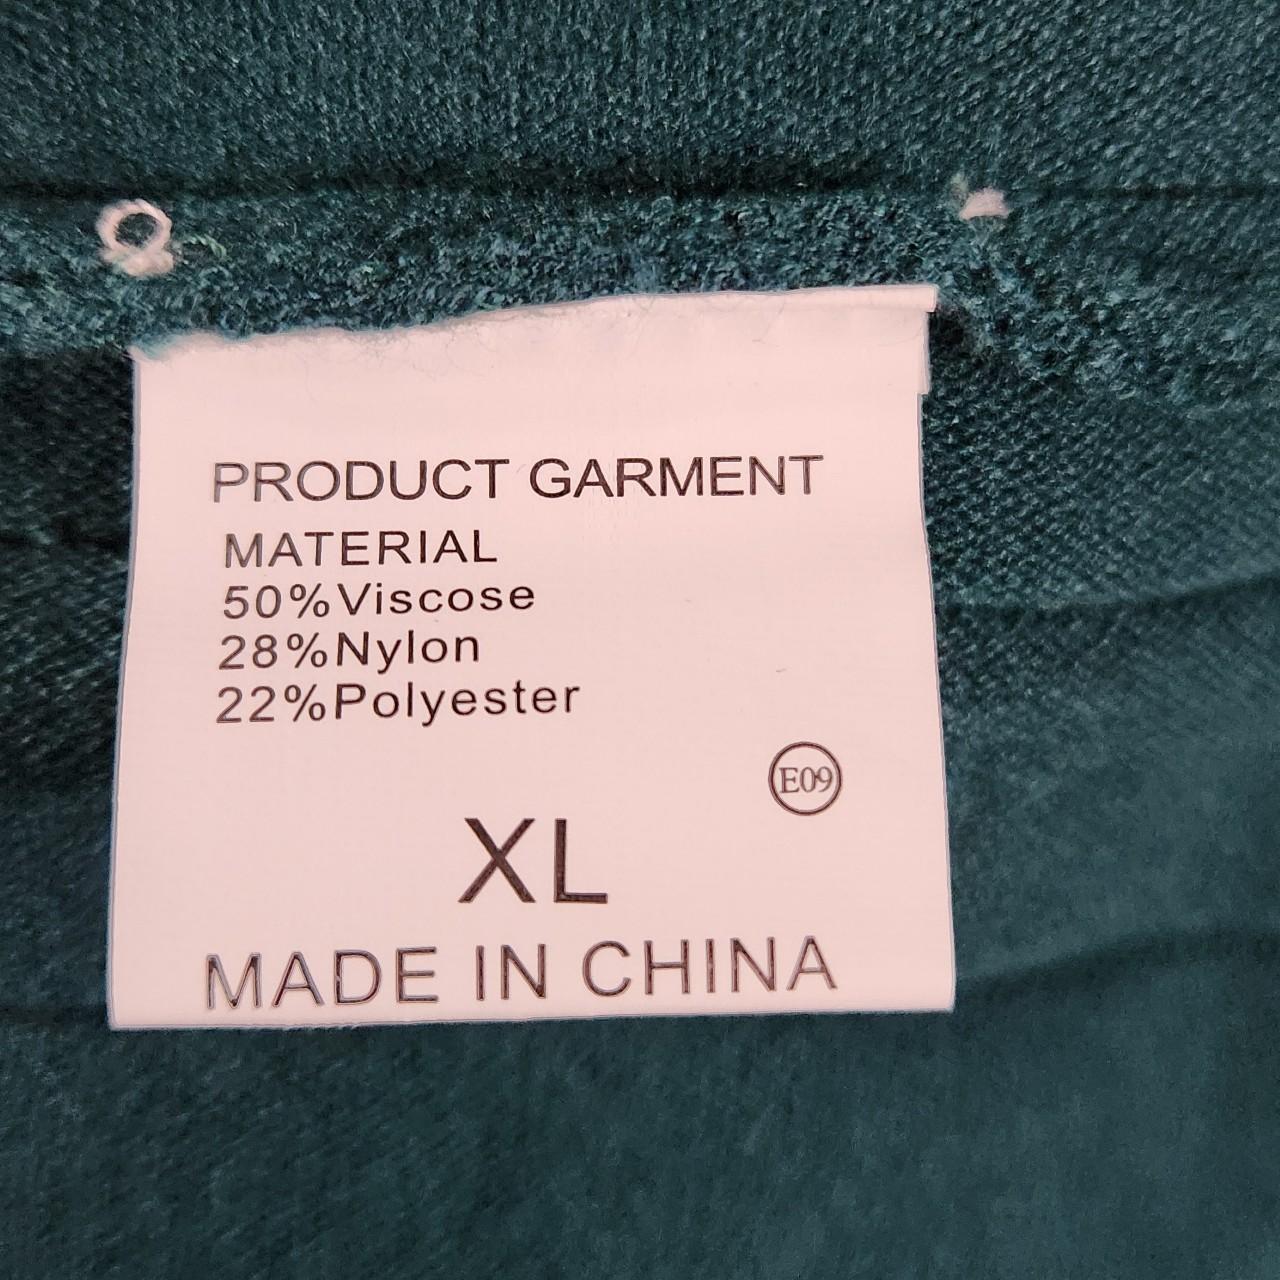 PRODUCT GARMENT
MATERIAL
50%Viscose
28%Nylon
22%Polyester
E09
XL
MADE IN CHINA